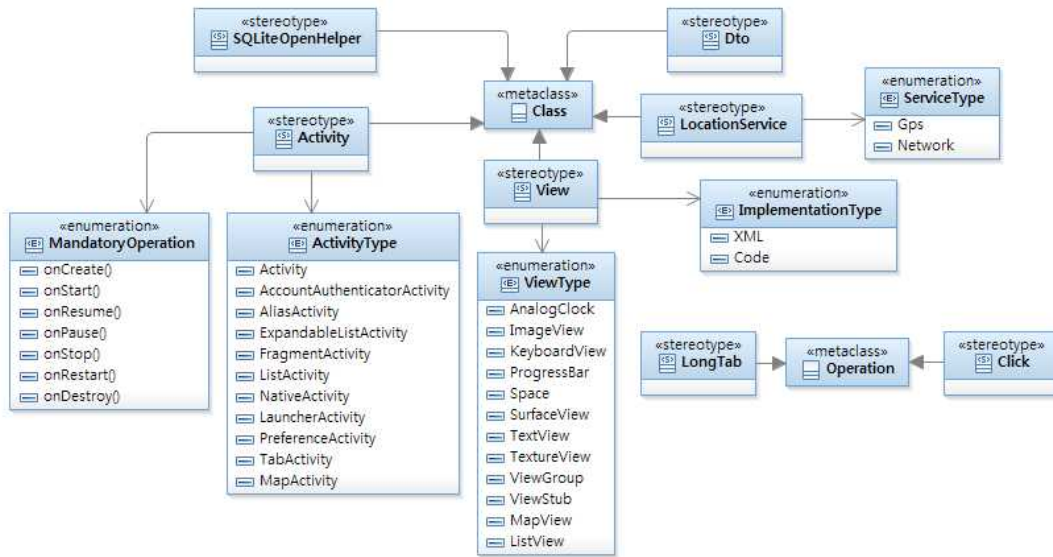 «stereotype»
SQLiteOpenHelper
«stereotype»
Dto
«metaclass»
Class
«stereotype»
LocationService
«enumeration»
ServiceType
Gps
Network
«stereotype»
Activity
«stereotype»
View
«enumeration»
ImplementationType
XML
Code
«enumeration»
MandatoryOperation
onCreate()
onStart()
onResume()
onPause()
onStop()
onRestart()
onDestroy()
«enumeration»
ActivityType
Activity
AccountAuthenticatorActivity
AliasActivity
ExpandableListActivity
FragmentActivity
ListActivity
NativeActivity
LauncherActivity
PreferenceActivity
TabActivity
MapActivity
«enumeration»
ViewType
AnalogClock
ImageView
KeyboardView
ProgressBar
Space
SurfaceView
TextView
TextureView
ViewGroup
ViewStub
MapView
ListView
«stereotype»
LongTab
«metaclass»
Operation
«stereotype»
Click